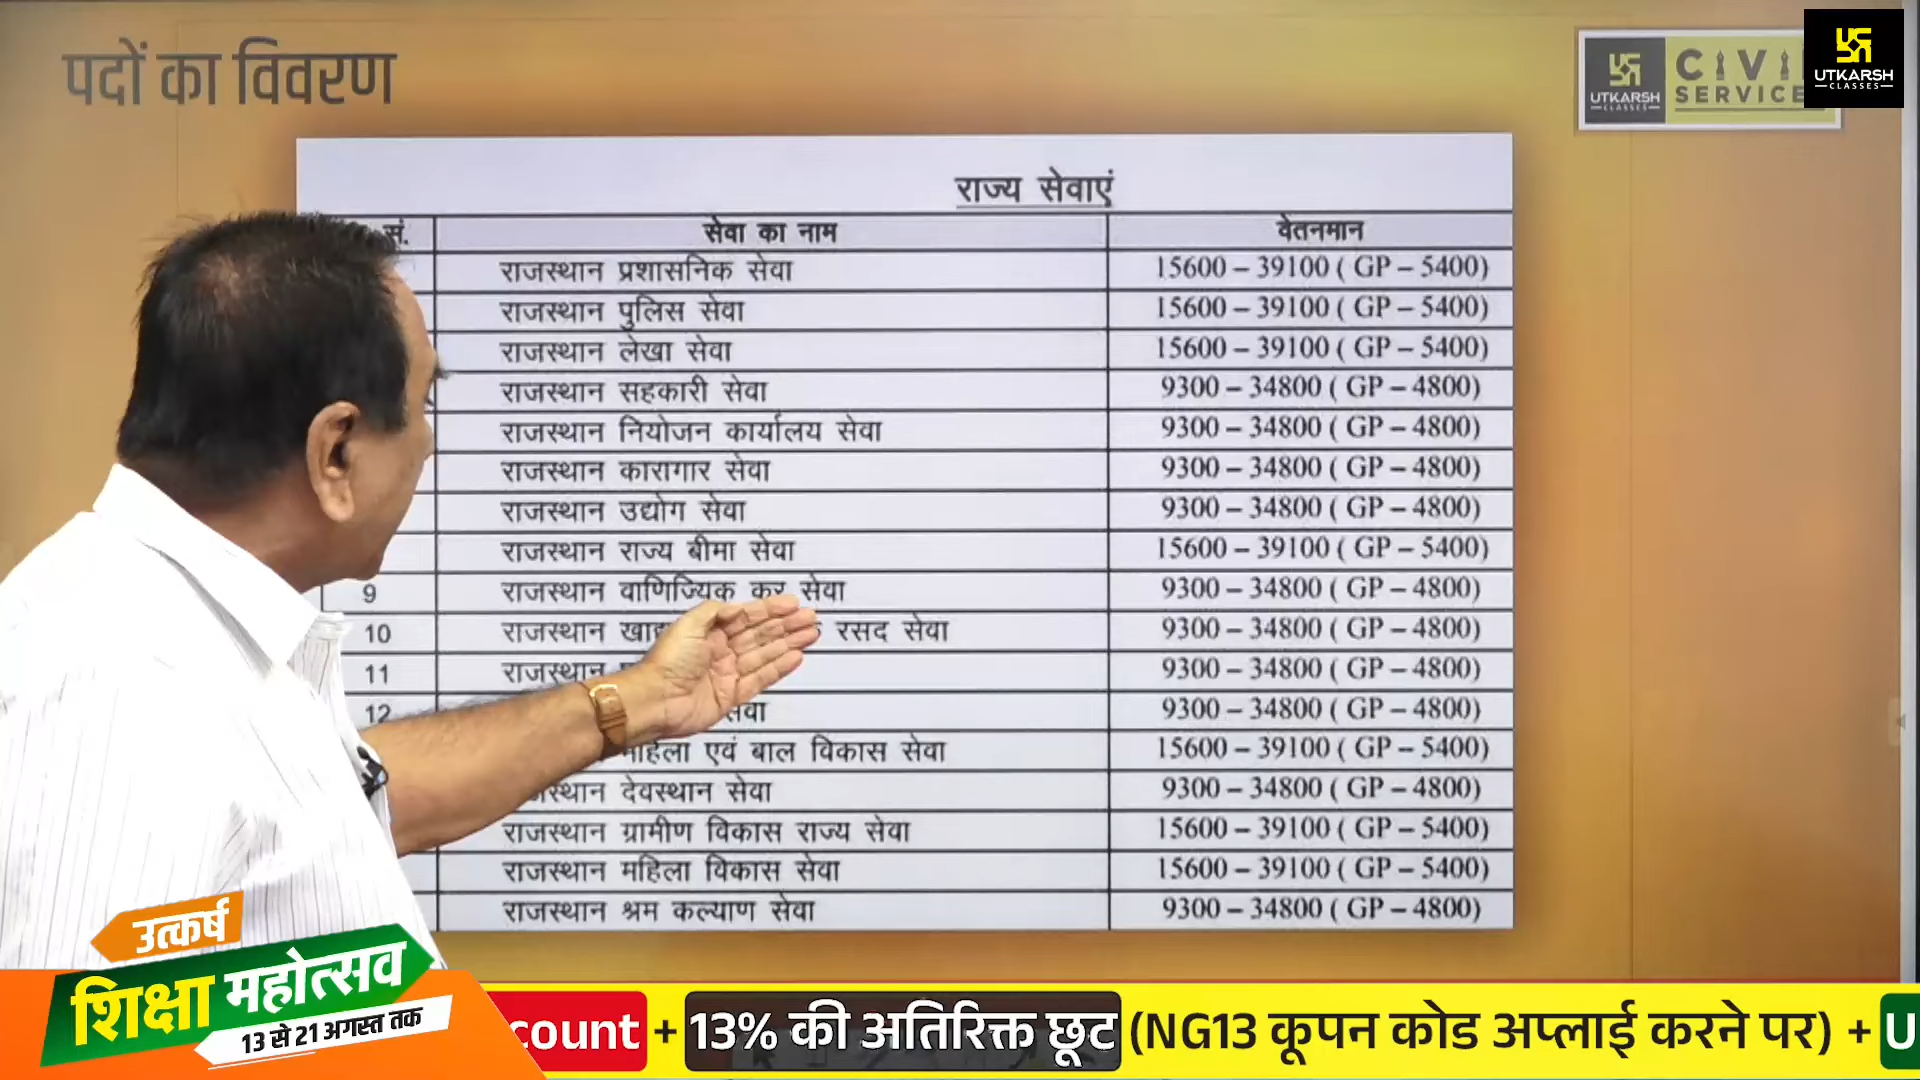 पदों का विवरण
UTKARSH
CLASSES
CIVI
SERVICE
UTKARSH
CLASSES
राज्य सेवाएं
सं. सेवा का नाम वेतनमान
राजस्थान प्रशासनिक सेवा 15600 – 39100 ( GP – 5400)
राजस्थान पुलिस सेवा 15600 – 39100 ( GP – 5400)
राजस्थान लेखा सेवा 15600 – 39100 ( GP – 5400)
राजस्थान सहकारी सेवा 9300 – 34800 ( GP – 4800)
राजस्थान नियोजन कार्यालय सेवा 9300 – 34800 ( GP – 4800)
राजस्थान कारागार सेवा 9300 – 34800 ( GP – 4800)
राजस्थान उद्योग सेवा 9300 – 34800 ( GP – 4800)
राजस्थान राज्य बीमा सेवा 15600 – 39100 ( GP – 5400)
9 राजस्थान वाणिज्यिक कर सेवा 9300 – 34800 ( GP – 4800)
10 राजस्थान रसद सेवा 9300 – 34800 ( GP – 4800)
11 राजस्थान 9300 – 34800 ( GP – 4800)
12 सेवा 9300 – 34800 ( GP – 4800)
महिला एवं बाल विकास सेवा 15600 – 39100 ( GP – 5400)
राजस्थान देवस्थान सेवा 9300 – 34800 ( GP – 4800)
राजस्थान ग्रामीण विकास राज्य सेवा 15600 – 39100 ( GP – 5400)
राजस्थान महिला विकास सेवा 15600 – 39100 ( GP – 5400)
राजस्थान श्रम कल्याण सेवा 9300 – 34800 ( GP – 4800)
उत्कर्ष
शिक्षा महोत्सव
13 से 21 अगस्त तक
count + 13% की अतिरिक्त छूट (NG13 कूपन कोड अप्लाई करने पर) + U